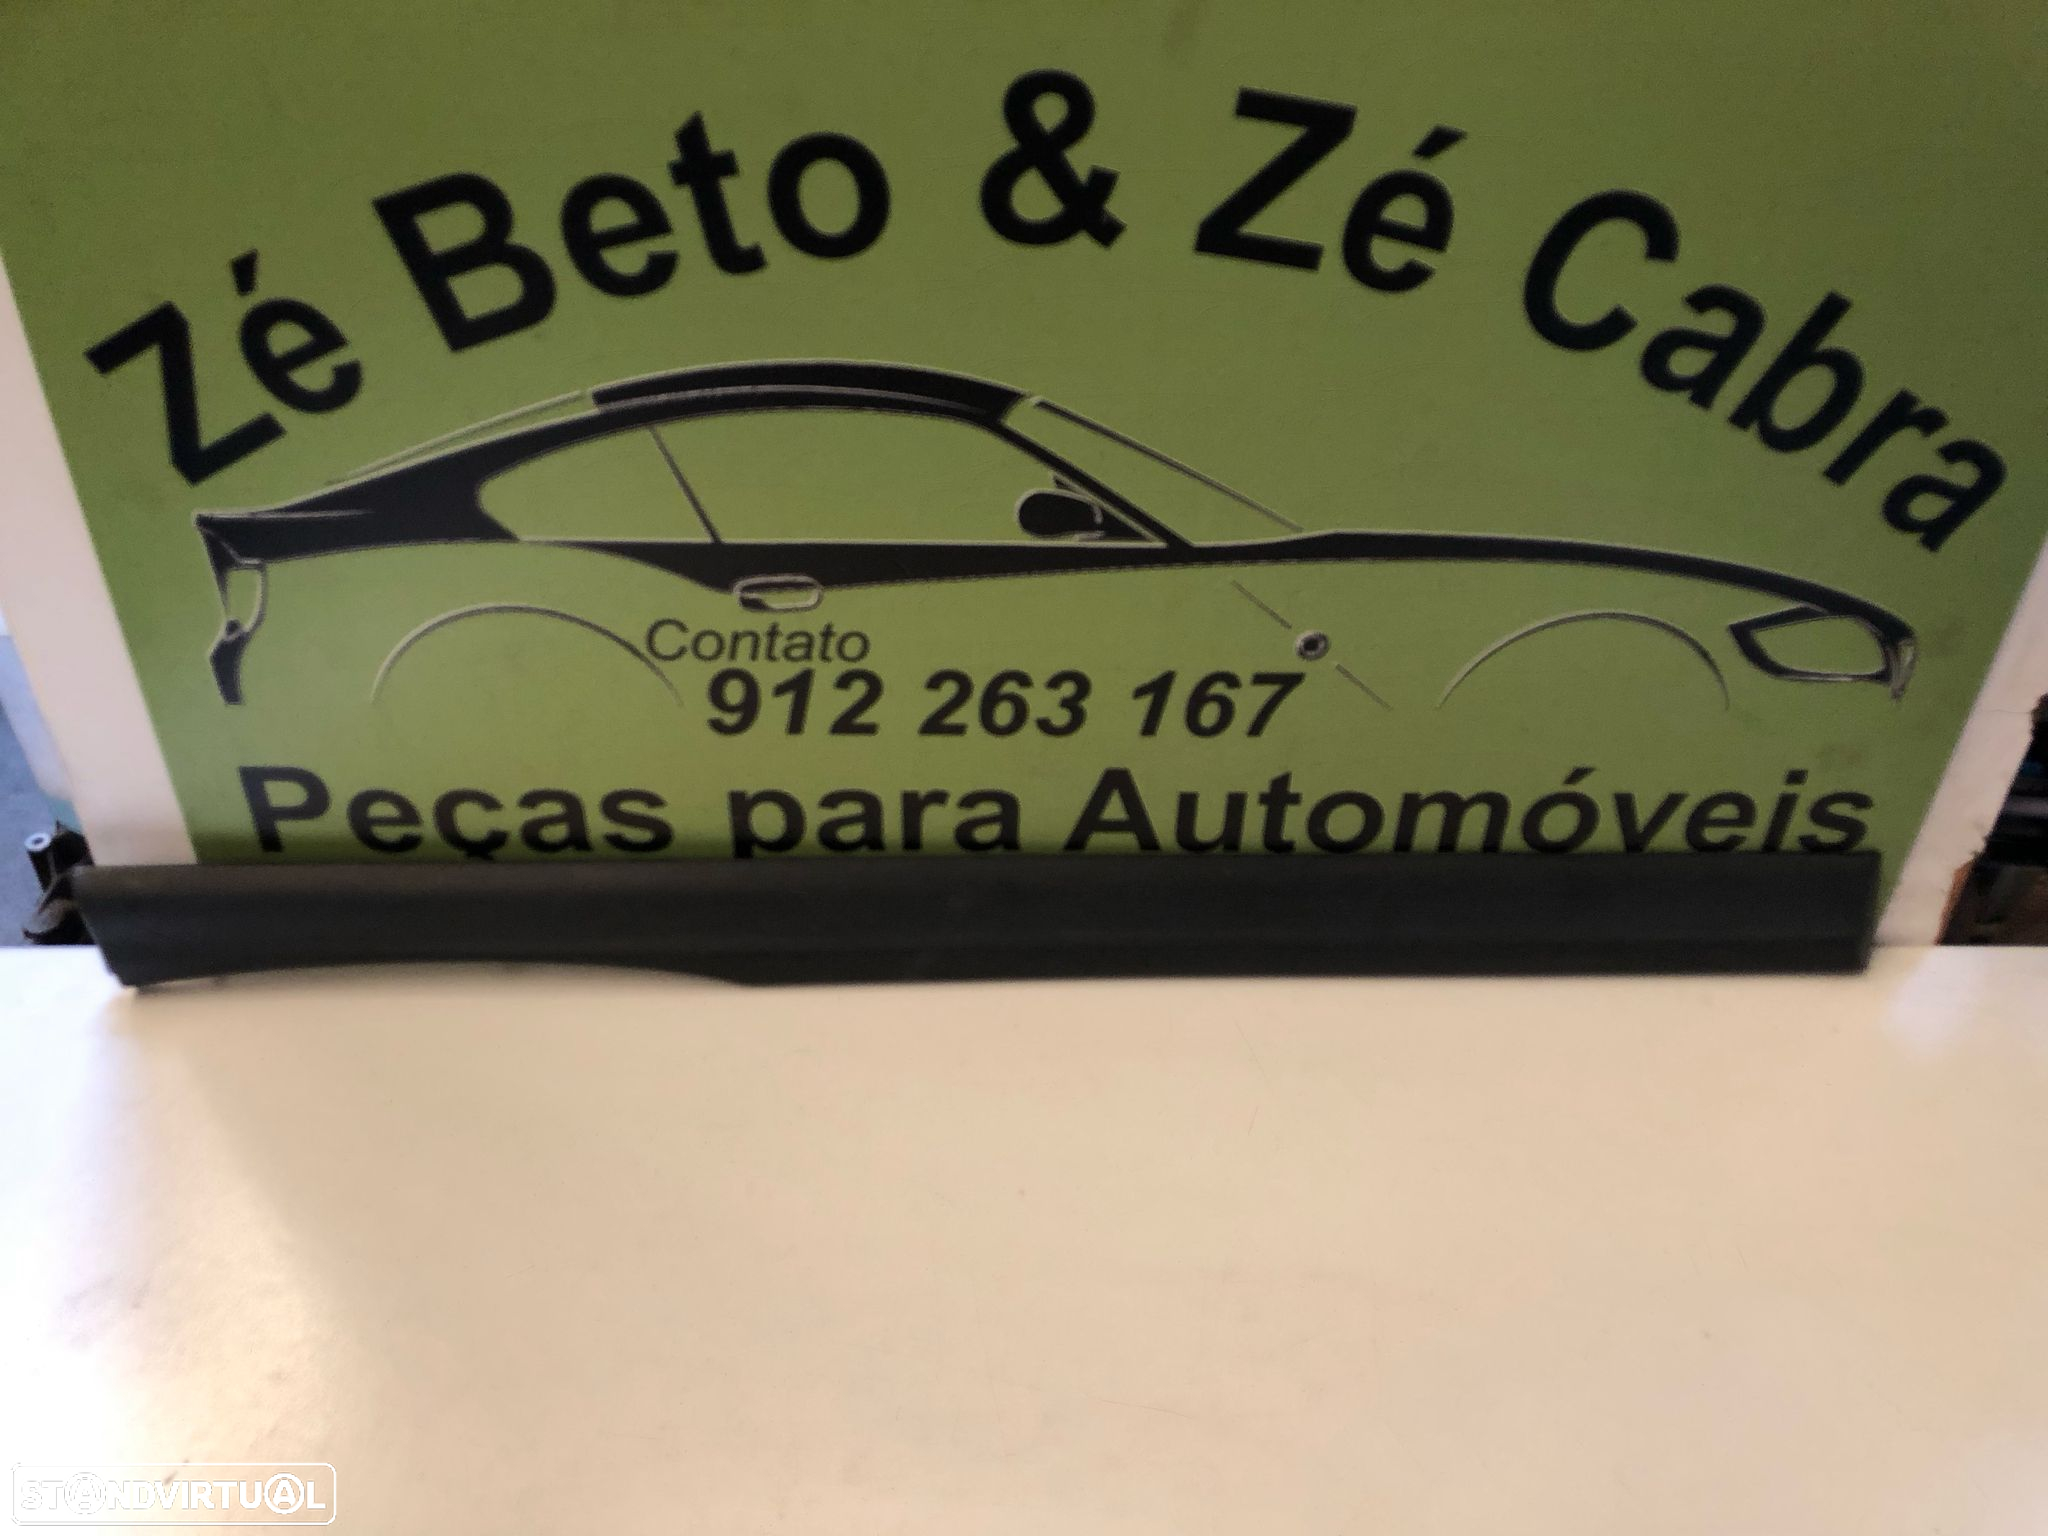 Zé Beto & Zé Cabra
Contato
912 263 167
Peças para Automóveis
STANDVIRTUAL